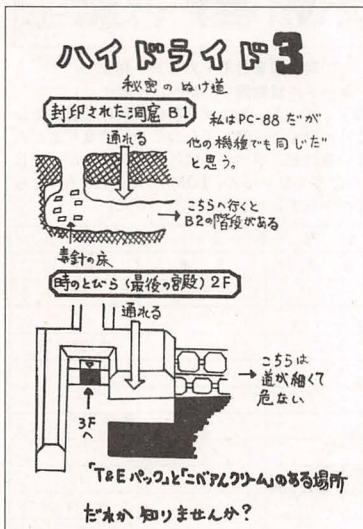 ハイドライド3
秘密のぬけ道
封印された洞窟 B1
私はPC-88だが
他の機種でも同じだ
と思う。
通れる
こちらへ行くと
B2の階段がある
毒針の床
時のとびら(最後の宮殿)2F
通れる
こちらは
道が細くて
危ない
3Fへ
「T&Eパック」と「ニベアムクリーム」のある場所
だれか知りませんか?